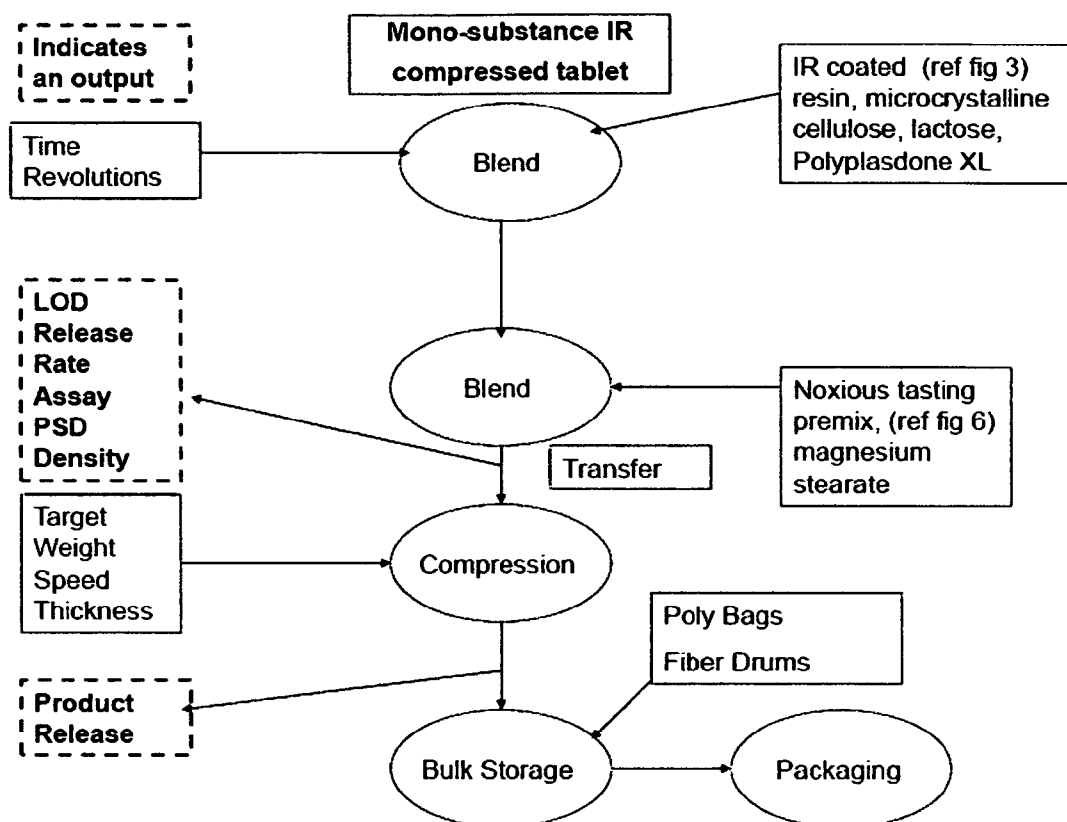 Indicates
an output
Mono-substance IR
compressed tablet
IR coated (ref fig 3)
resin, microcrystalline
cellulose, lactose,
Polyplasdone XL
Time
Revolutions
Blend
LOD
Release
Rate
Assay
PSD
Density
Blend
Noxious tasting
premix, (ref fig 6)
magnesium
stearate
Transfer
Target
Weight
Speed
Thickness
Compression
Poly Bags
Fiber Drums
Product
Release
Bulk Storage
Packaging